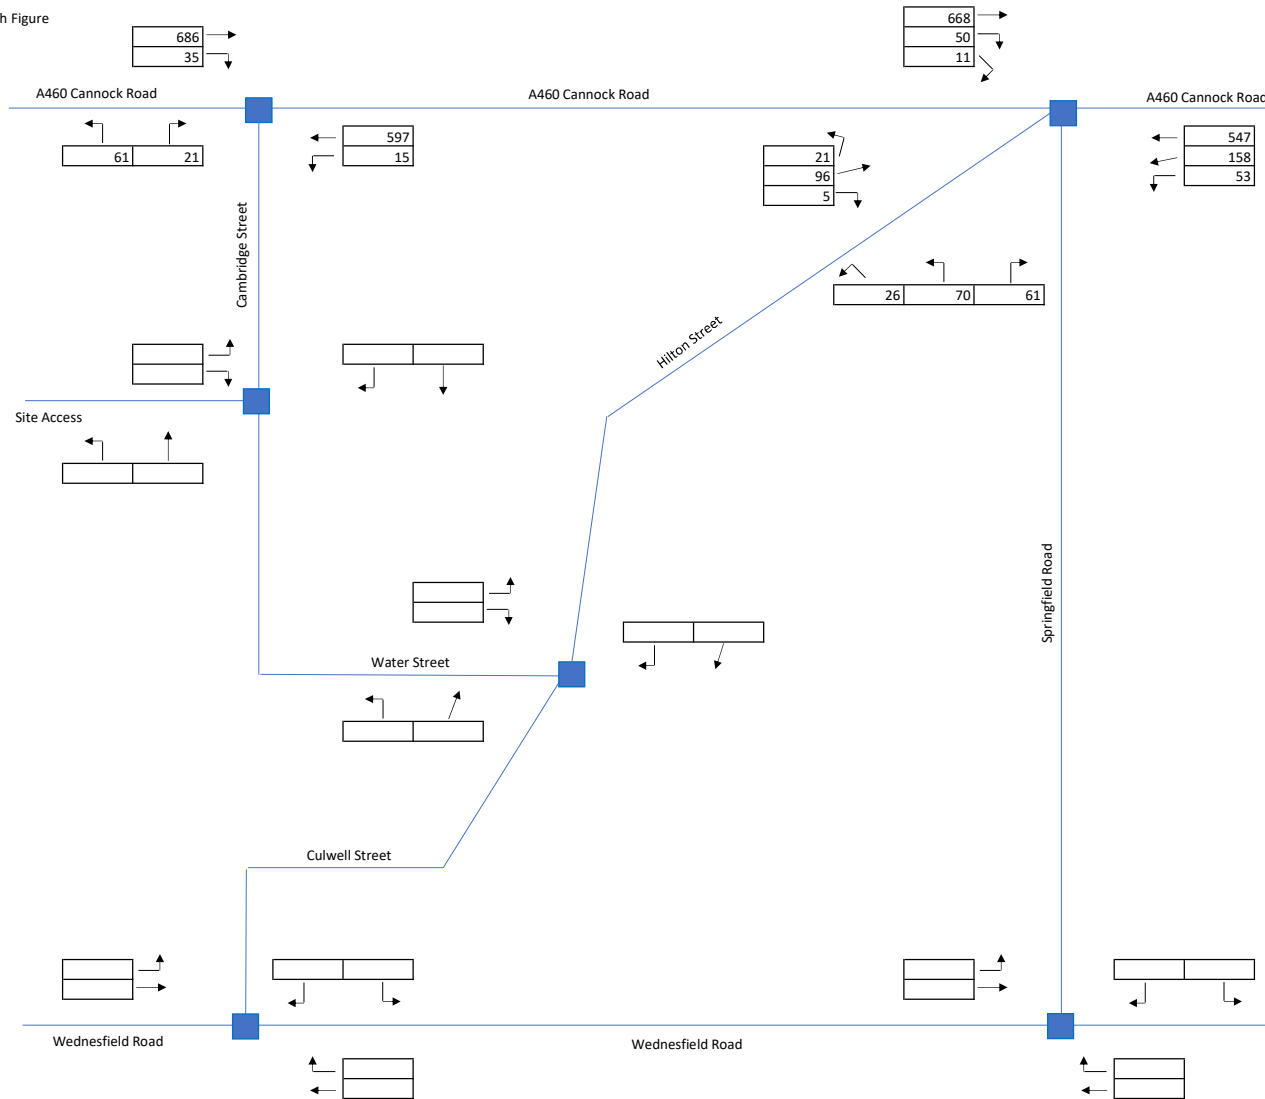 h Figure
686
35
668
50
11
A460 Cannock Road
A460 Cannock Road
A460 Cannock Road
61 21
597
15
21
96
5
547
158
53
Cambridge Street
26 70 61
Hilton Street
Site Access
Springfield Road
Water Street
Culwell Street
Wednesfield Road
Wednesfield Road